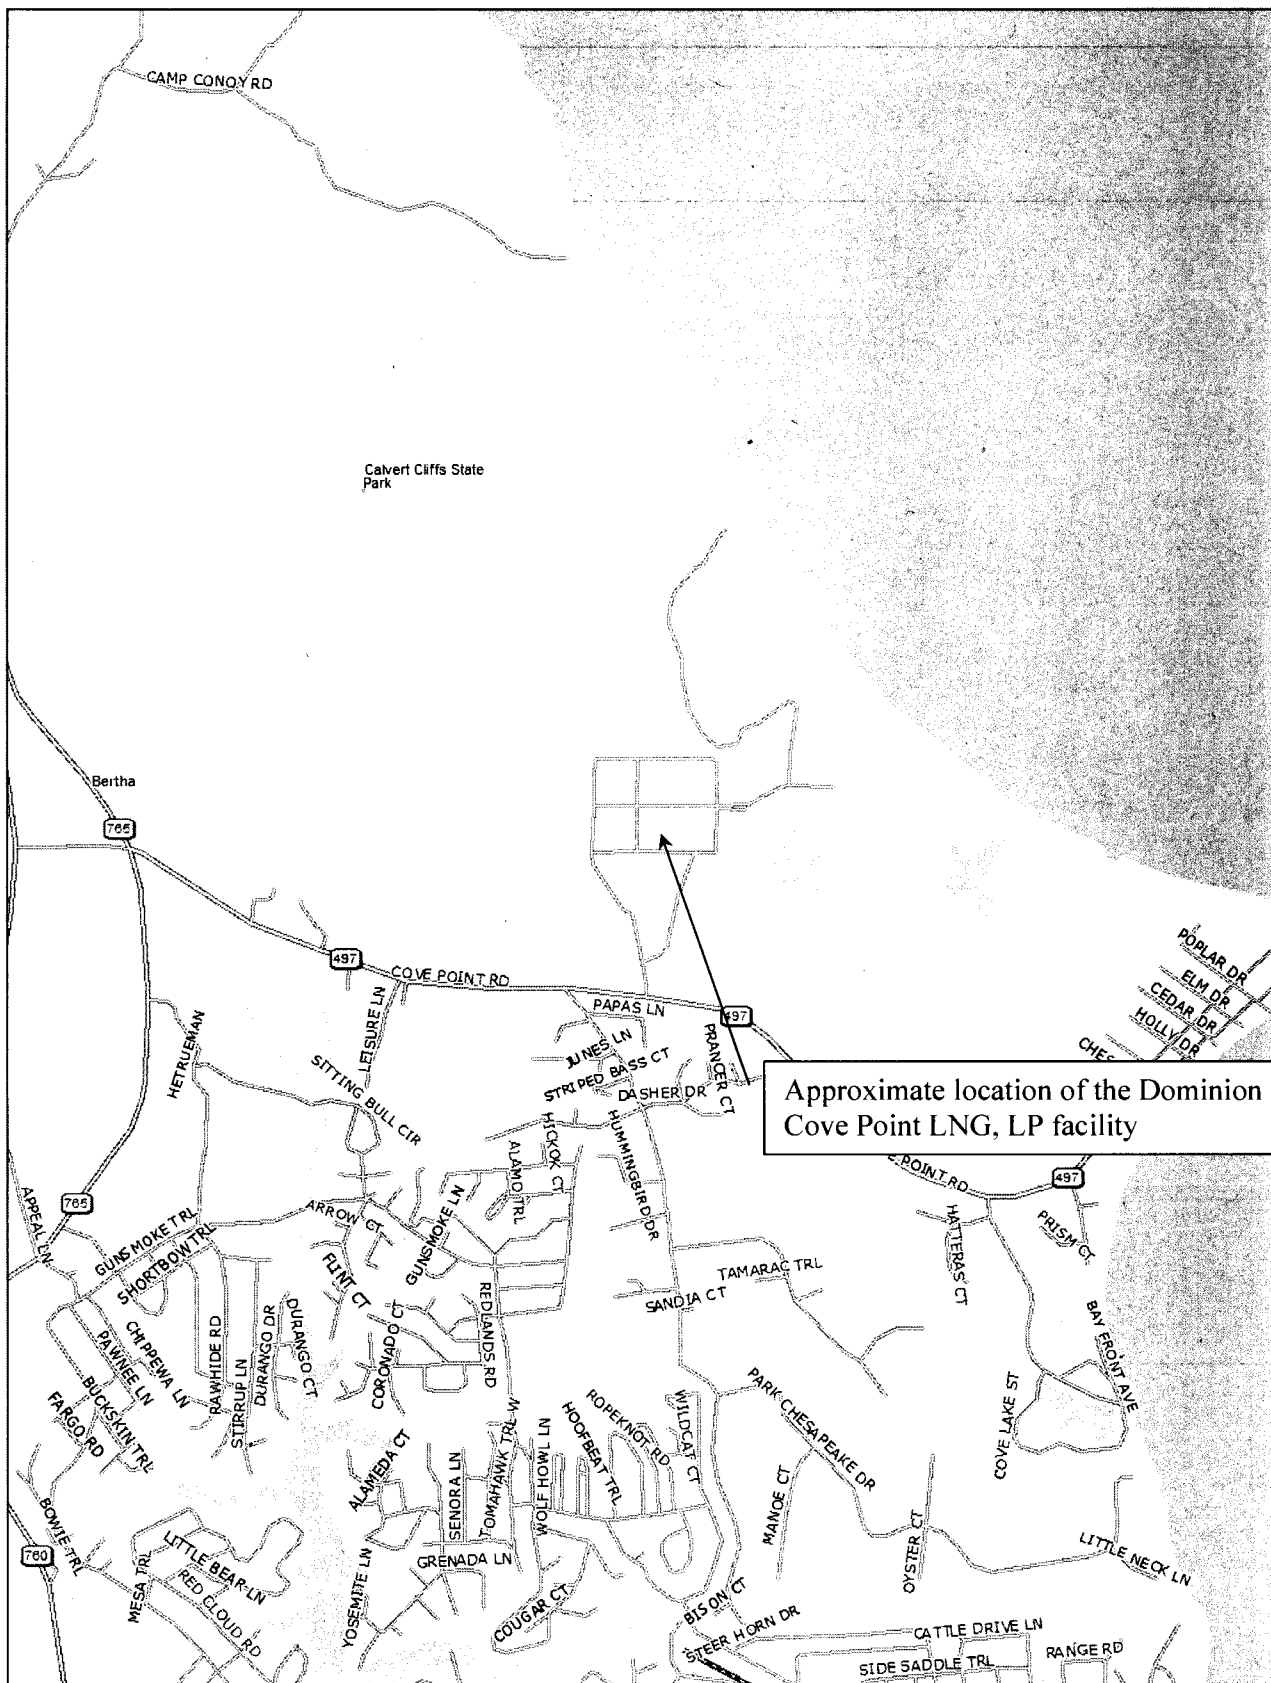 CAMP CONOY RD
Calvert Cliffs State
Park
Bertha
765
497
COVE POINT RD
POPLAR DR
ELM DR
CEDAR DR
HOLLY DR
CHES
PAPAS LN
497
JUNES LN
STRIPED BASS CT
PRANCER CT
DASHER DR
LEISURE LN
HETRUEMAN
SITTING BULL CIR
Approximate location of the Dominion
Cove Point LNG, LP facility
E POINT RD
497
HICKOK CT
ALAMO TRL
HUMMINGBIRD DR
HATTERAS CT
PRISM CT
765
APPEAL LN
GUNSMOKE TRL
SHORTBOW TRL
ARROW CT
FLINT CT
GUNSMOKE LN
TAMARAC TRL
SANDIA CT
REDLANDS RD
CORONADO CT
DURANGO CT
DURANGO DR
STIRRUP LN
RAWHIDE RD
CHIPPEWA LN
PAWNEE LN
BUCKSKIN TRL
FARGO RD
BAY FRONT AVE
COVE LAKE ST
PARK CHESAPEAKE DR
WILDCAT CT
ROPEKNOT RD
HOOFBEAT TRL
WOLF HOWL LN
TOMAHAWK TRL W
SENORA LN
ALAMEDA CT
MANOE CT
OYSTER CT
LITTLE NECK LN
BOWIE TRL
760
MESA TRL
LITTLE BEAR LN
RED CLOUD RD
YOSEMITE LN
GRENADA LN
COUGAR CT
BISON CT
STEER HORN DR
CATTLE DRIVE LN
SIDE SADDLE TRL
RANGE RD